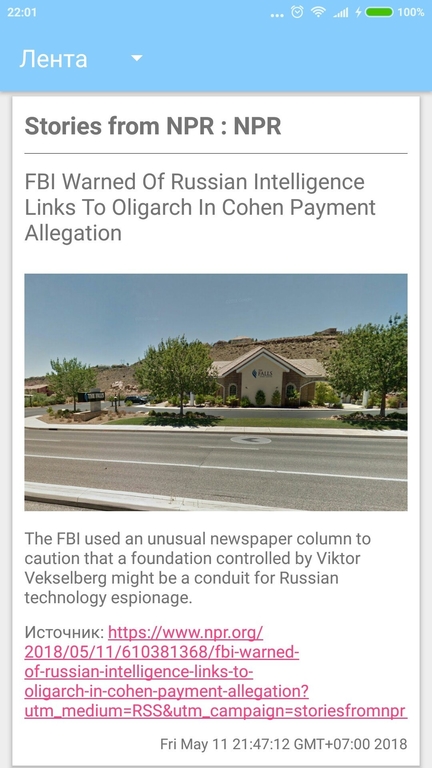 22:01
100%
Лента
Stories from NPR : NPR
FBI Warned Of Russian Intelligence
Links To Oligarch In Cohen Payment
Allegation
The FBI used an unusual newspaper column to
caution that a foundation controlled by Viktor
Vekselberg might be a conduit for Russian
technology espionage.
Источник: https://www.npr.org/
2018/05/11/610381368/fbi-warned-
of-russian-intelligence-links-to-
oligarch-in-cohen-payment-allegation?
utm_medium=RSS&utm_campaign=storiesfromnpr
Fri May 11 21:47:12 GMT+07:00 2018